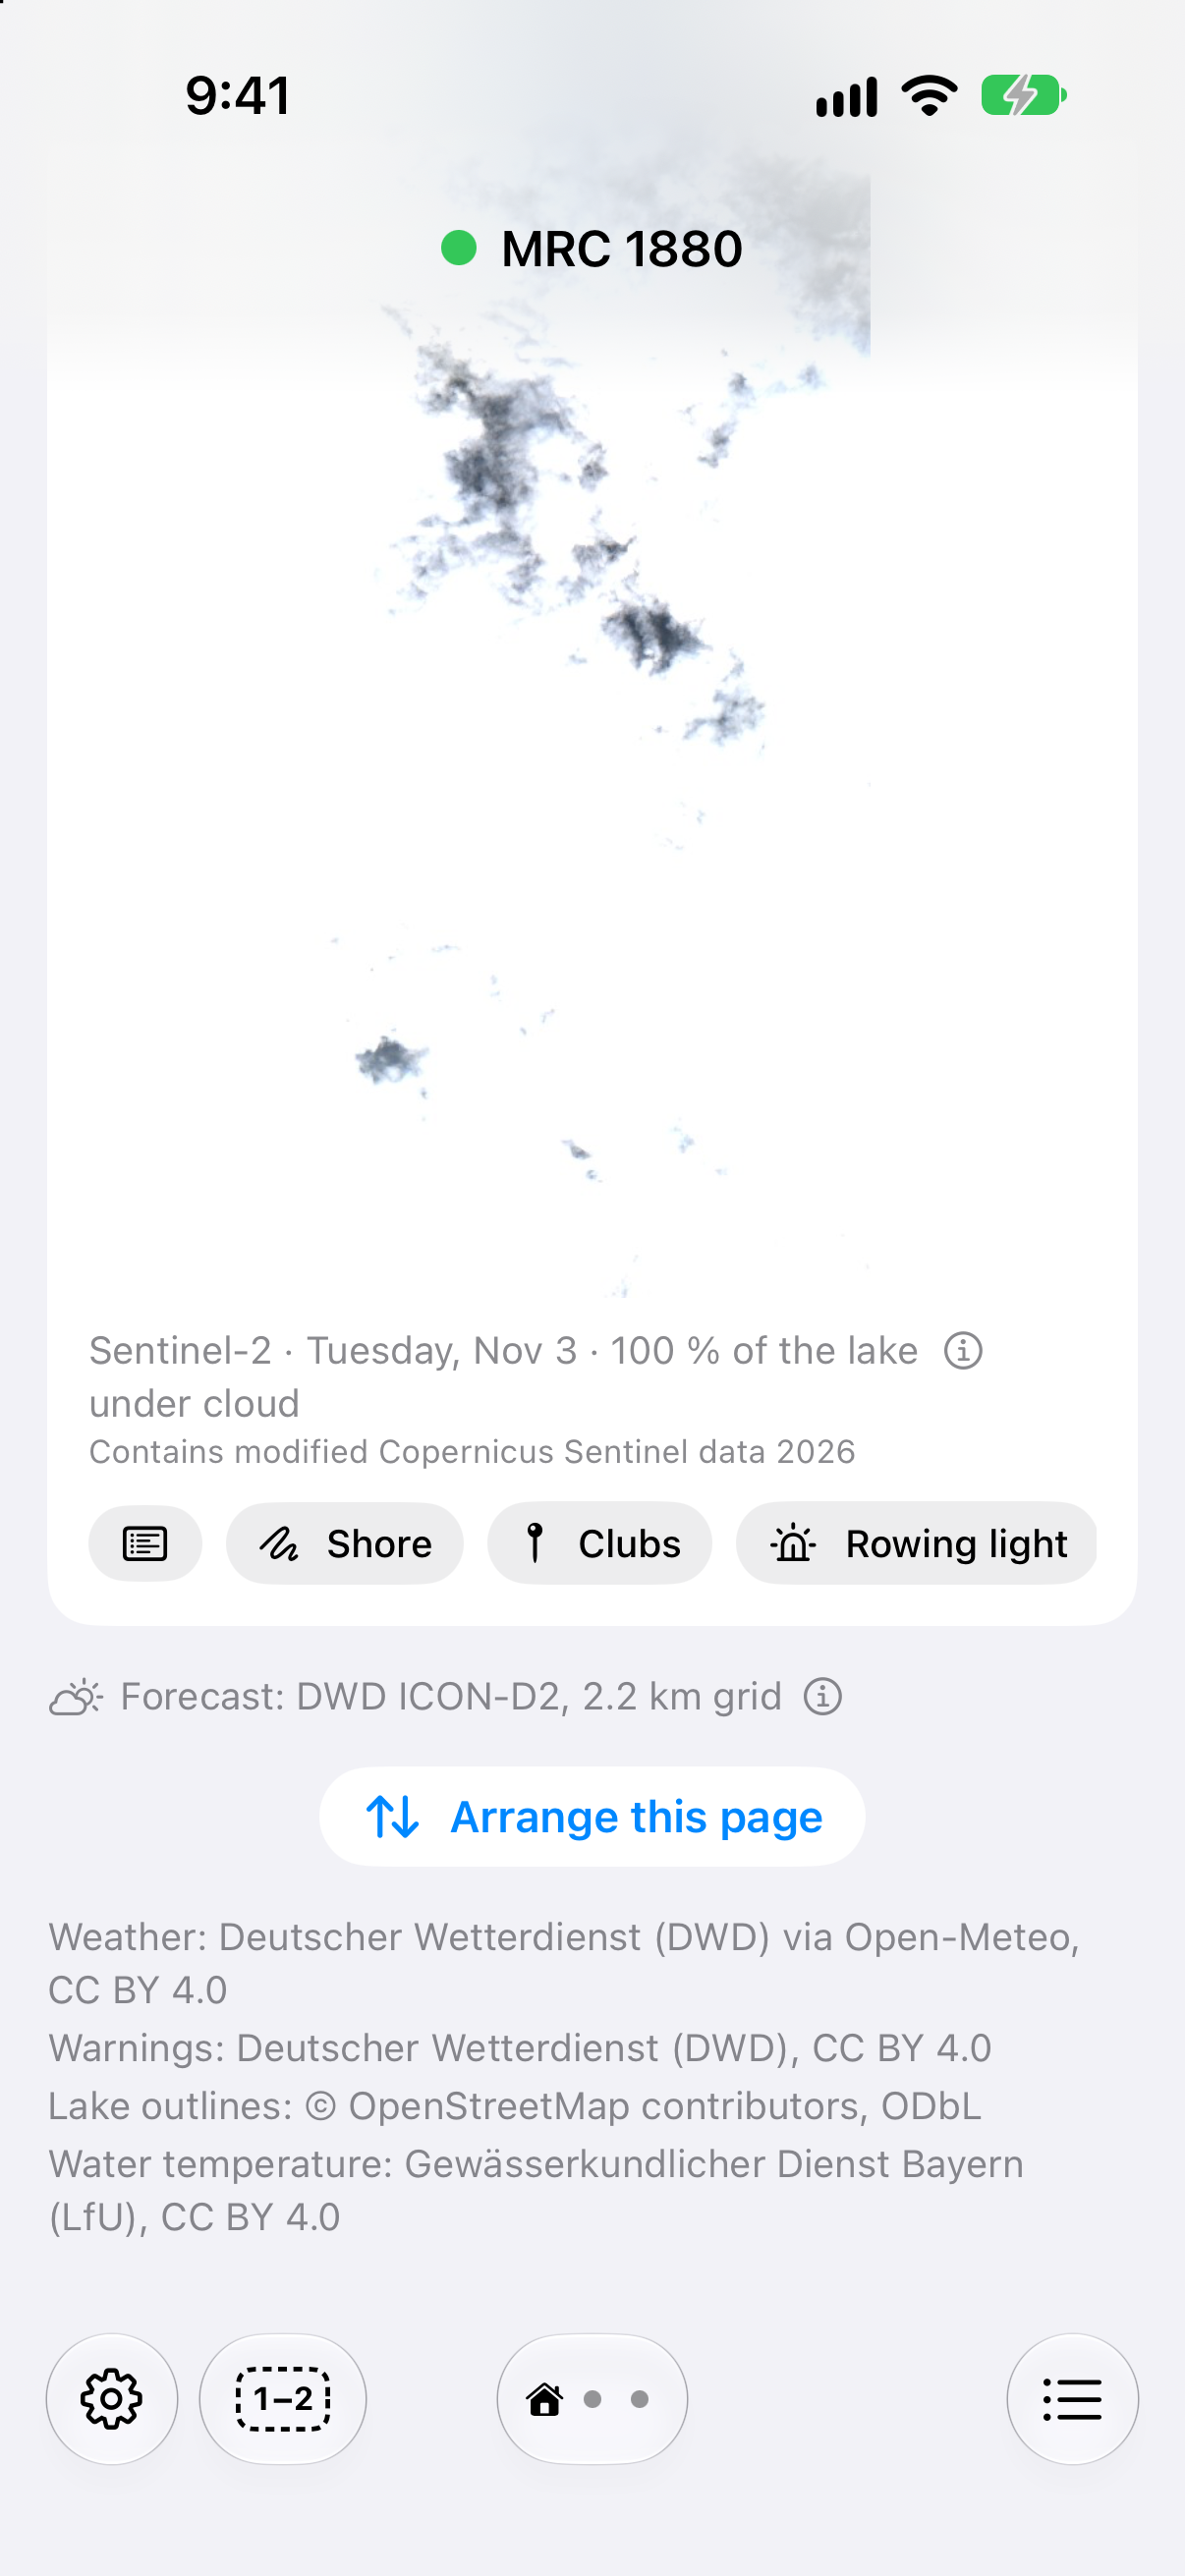 9:41
MRC 1880
Sentinel-2 · Tuesday, Nov 3 · 100 % of the lake
under cloud
Contains modified Copernicus Sentinel data 2026
Shore
Clubs
Rowing light
Forecast: DWD ICON-D2, 2.2 km grid
Arrange this page
Weather: Deutscher Wetterdienst (DWD) via Open-Meteo,
CC BY 4.0
Warnings: Deutscher Wetterdienst (DWD), CC BY 4.0
Lake outlines: © OpenStreetMap contributors, ODbL
Water temperature: Gewässerkundlicher Dienst Bayern
(LfU), CC BY 4.0
1–2